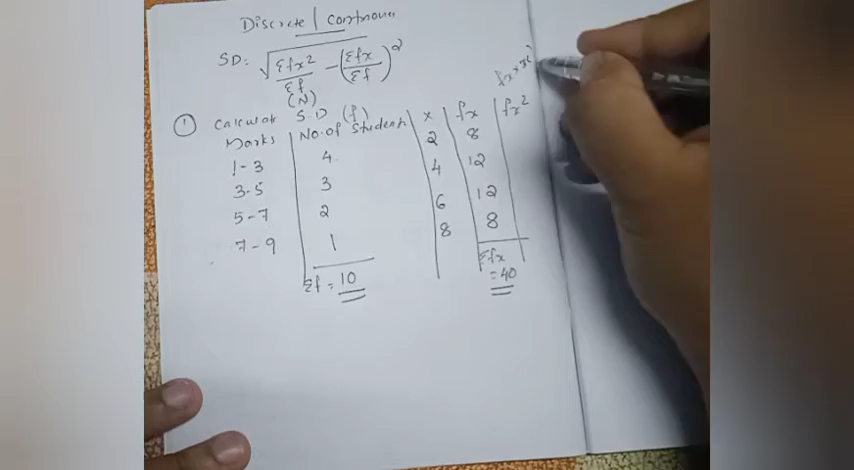 Discrete | continous
SD: √ Σfx²/Σf (N) - (Σfx/Σf)²
① Calculate S.D
Marks | No.of Students (f) | x | fx | fx²
1-3 | 4 | 2 | 8
3-5 | 3 | 4 | 12
5-7 | 2 | 6 | 12
7-9 | 1 | 8 | 8
Σf = 10 | Σfx = 40